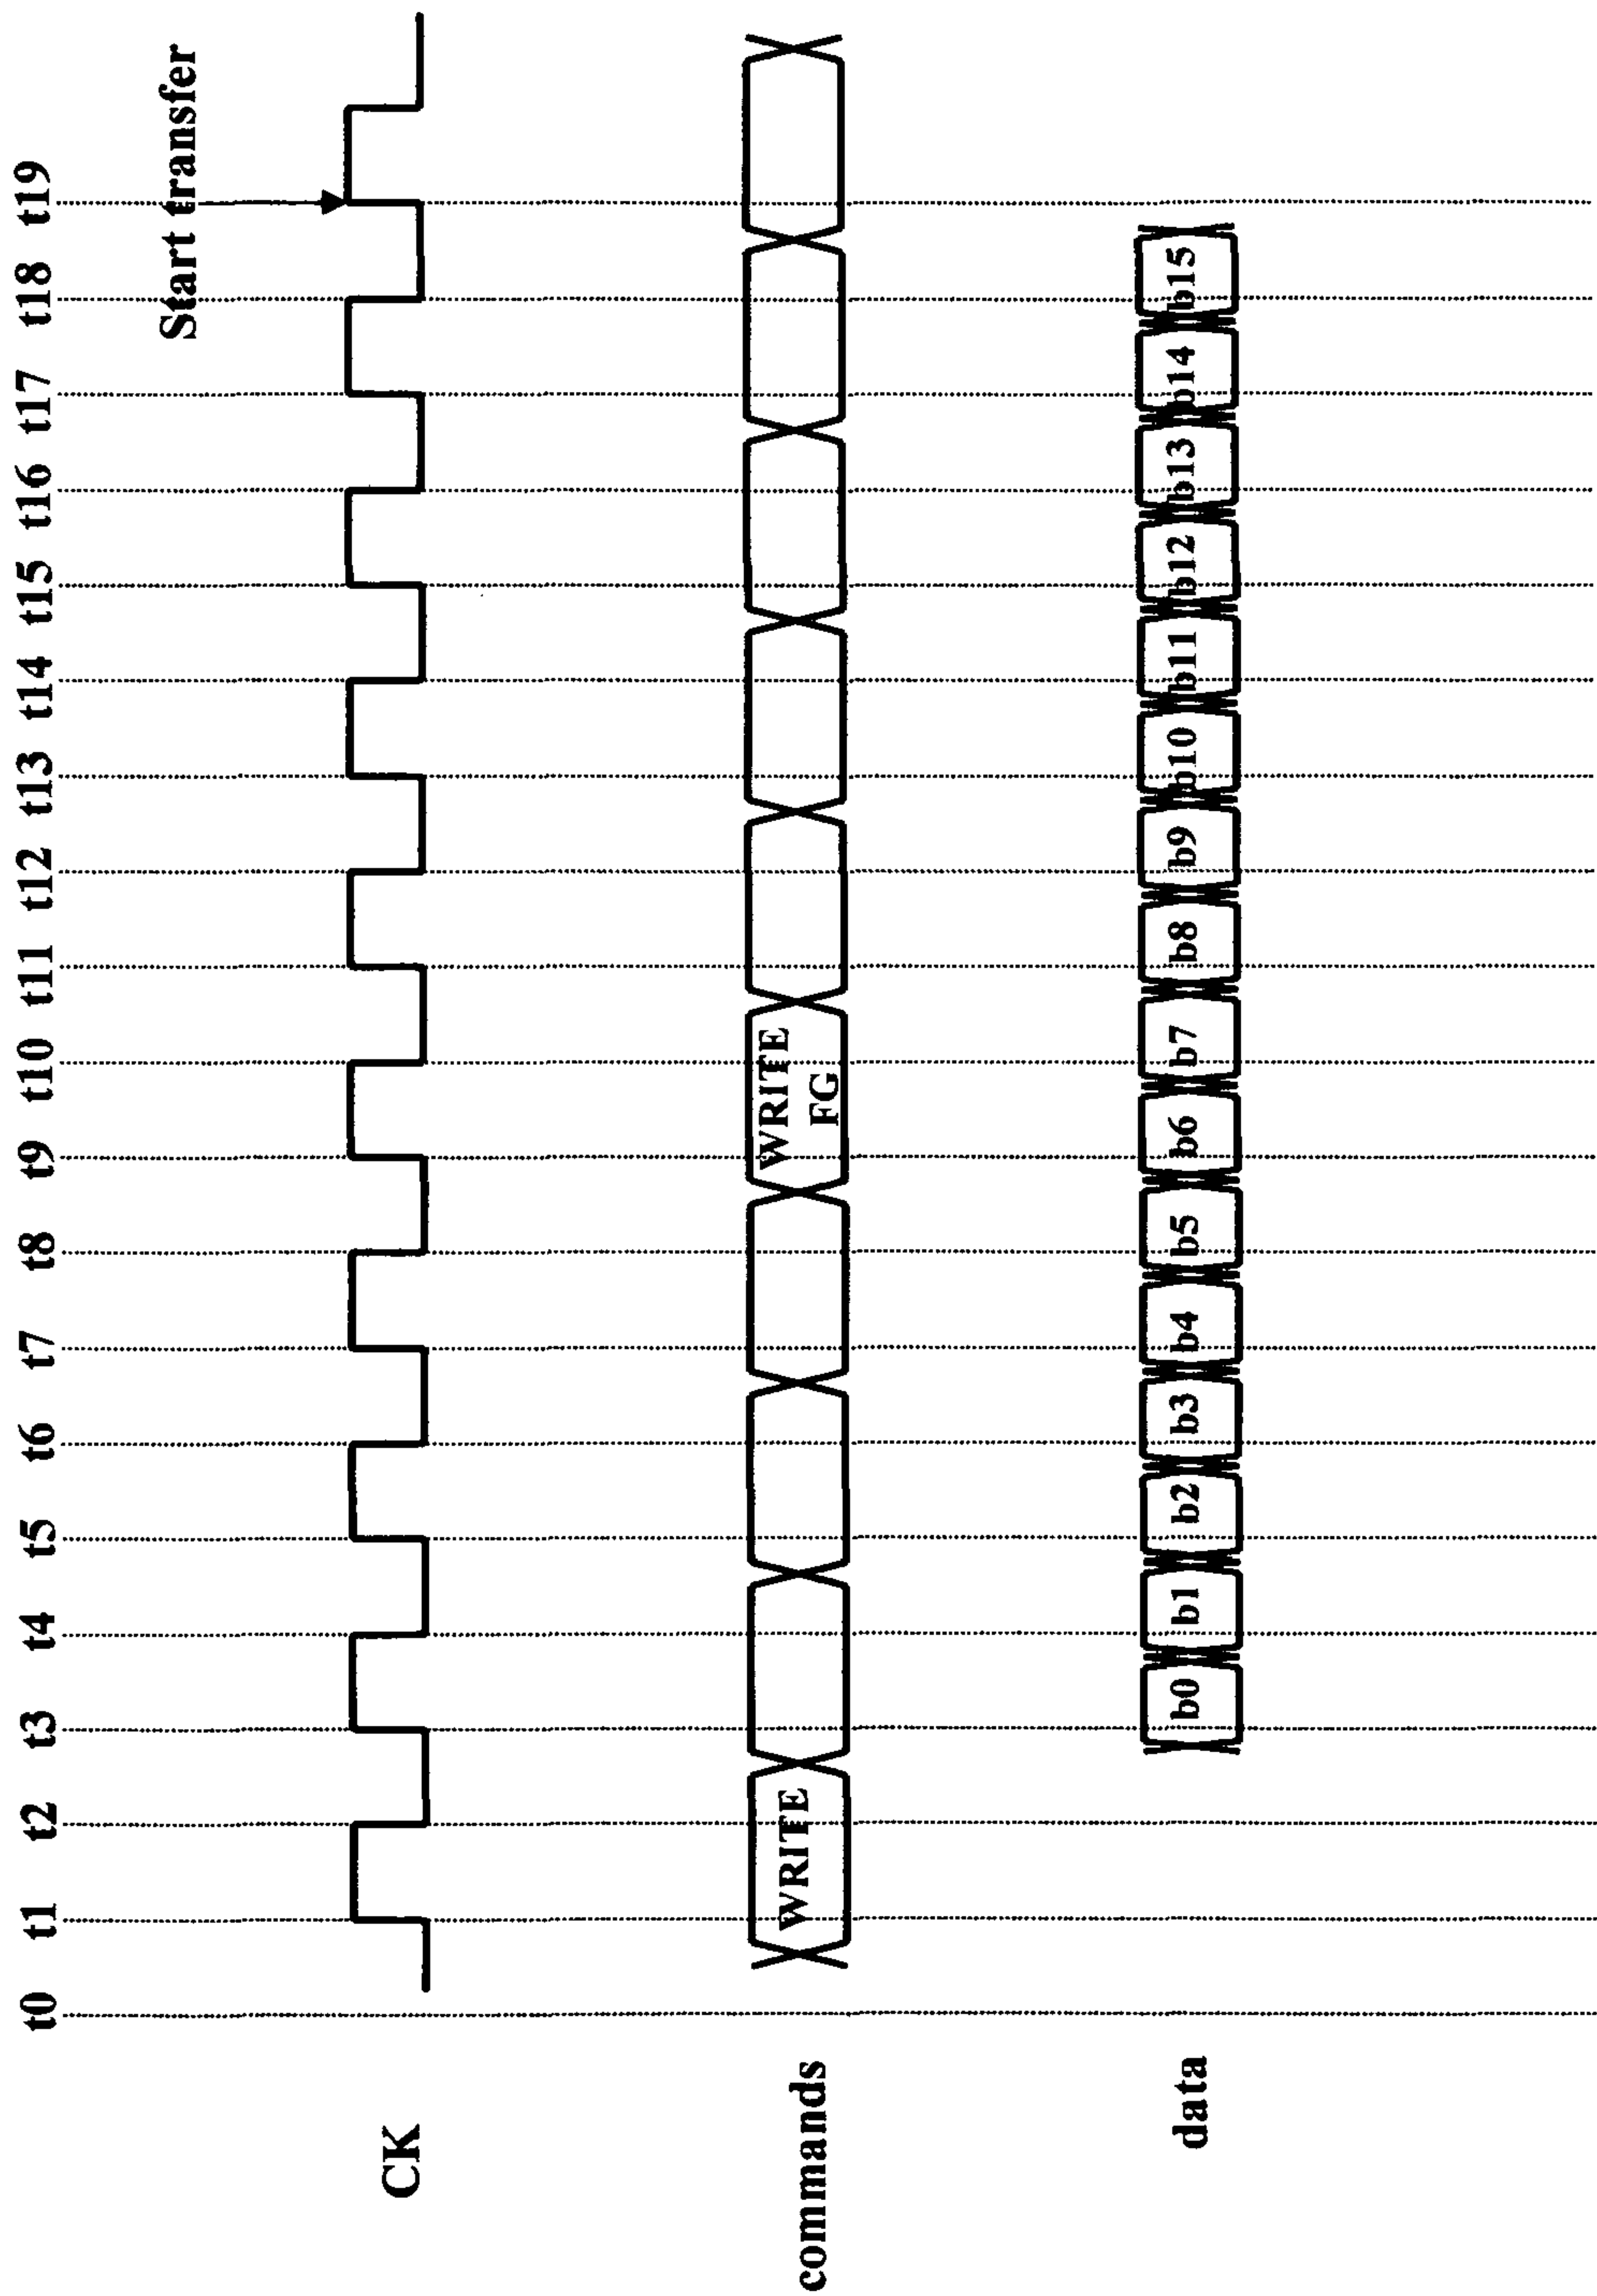 t0 t1 t2 t3 t4 t5 t6 t7 t8 t9 t10 t11 t12 t13 t14 t15 t16 t17 t18 t19
Start transfer
CK
commands
WRITE
WRITE
FG
data
b0 b1 b2 b3 b4 b5 b6 b7 b8 b9 b10 b11 b12 b13 b14 b15